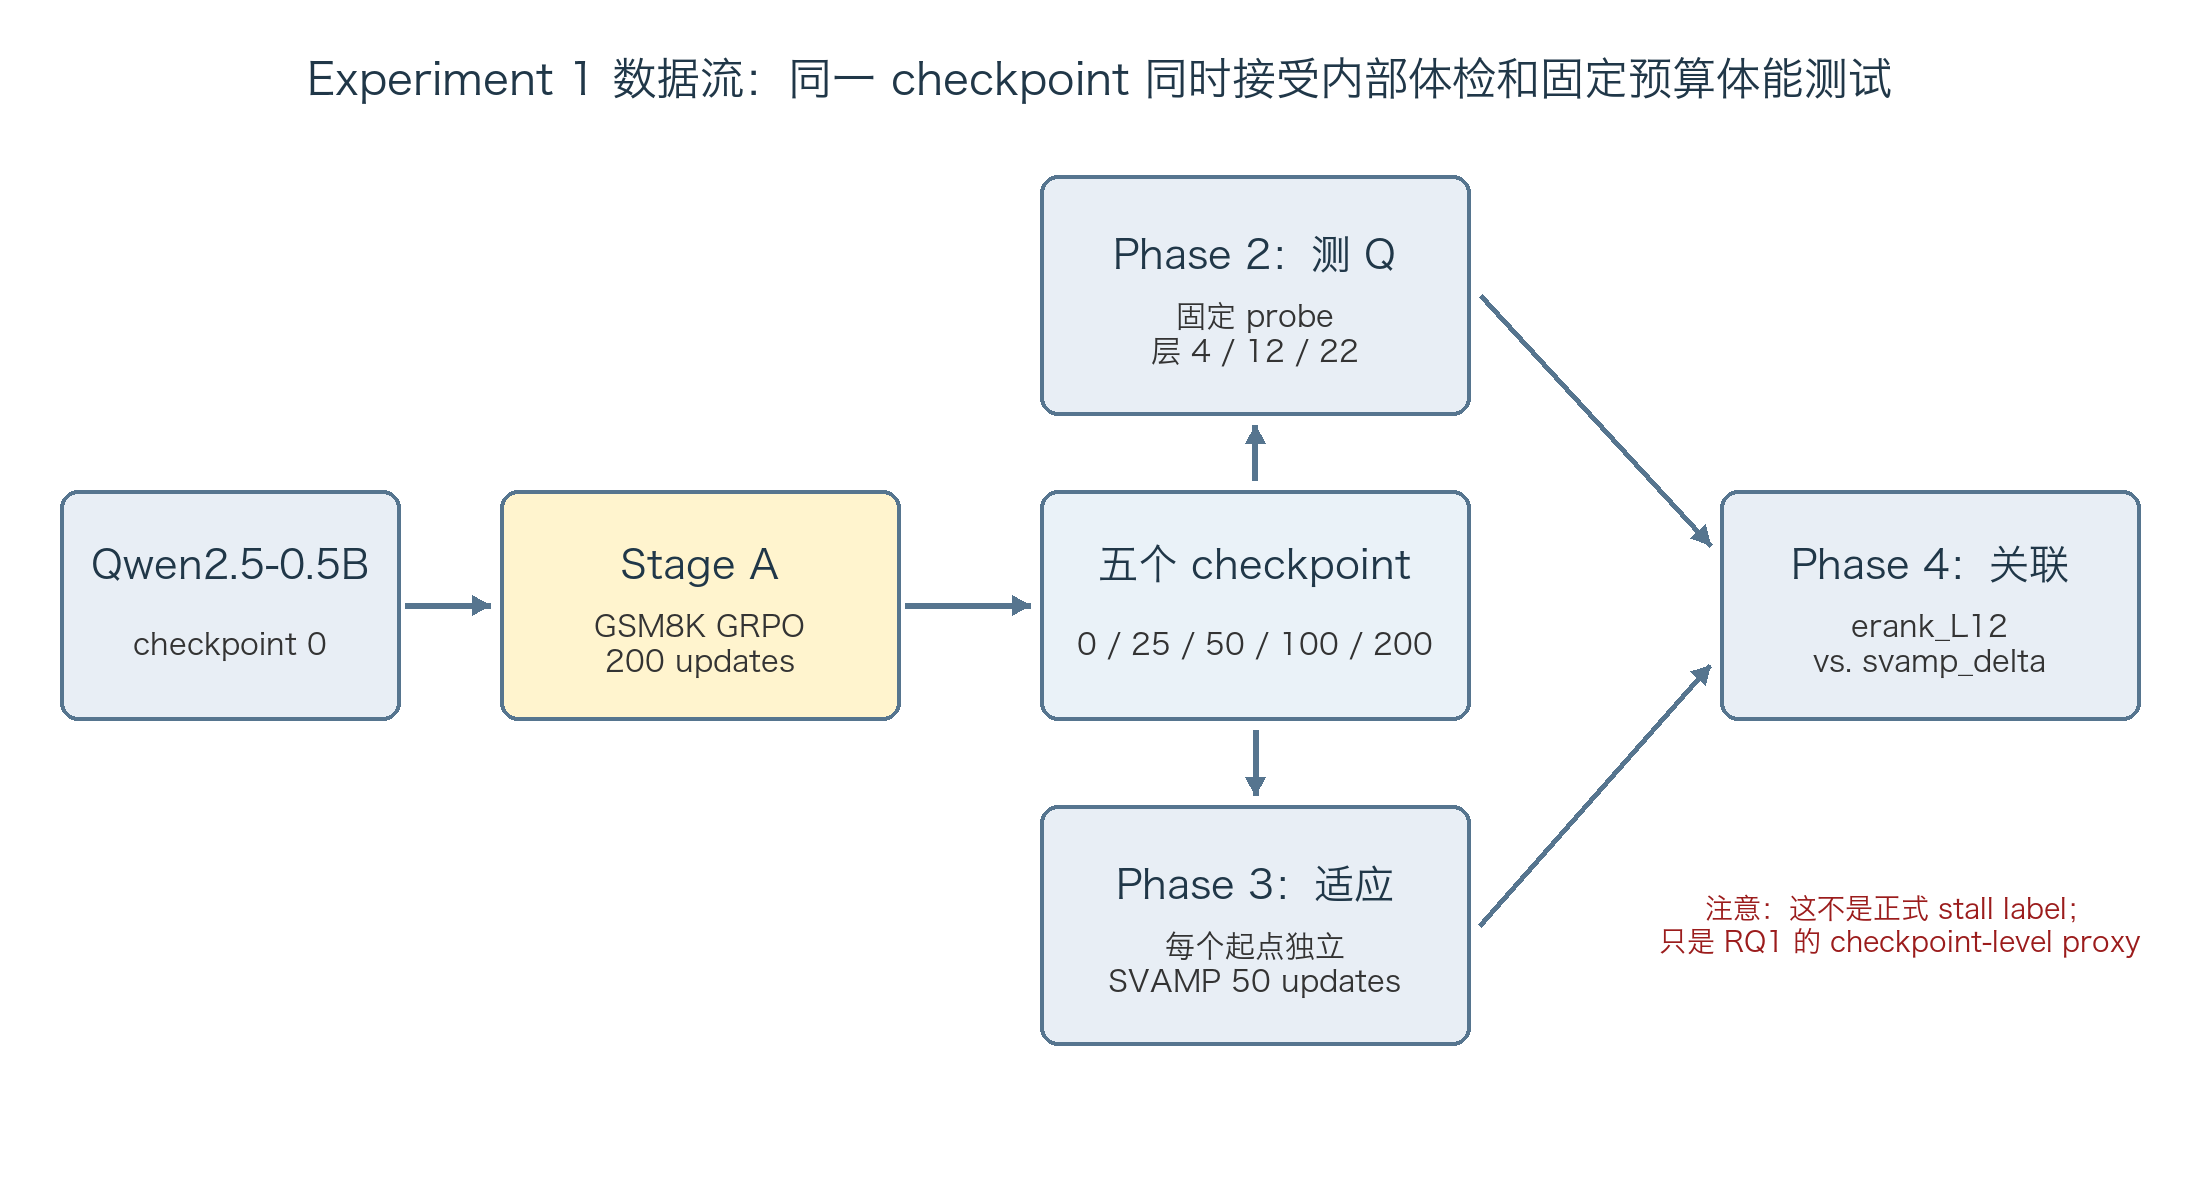 Experiment 1 数据流：同一 checkpoint 同时接受内部体检和固定预算体能测试
Phase 2：测 Q
固定 probe
层 4 / 12 / 22
Qwen2.5-0.5B
checkpoint 0
Stage A
GSM8K GRPO
200 updates
五个 checkpoint
0 / 25 / 50 / 100 / 200
Phase 4：关联
erank_L12
vs. svamp_delta
Phase 3：适应
每个起点独立
SVAMP 50 updates
注意：这不是正式 stall label；
只是 RQ1 的 checkpoint-level proxy